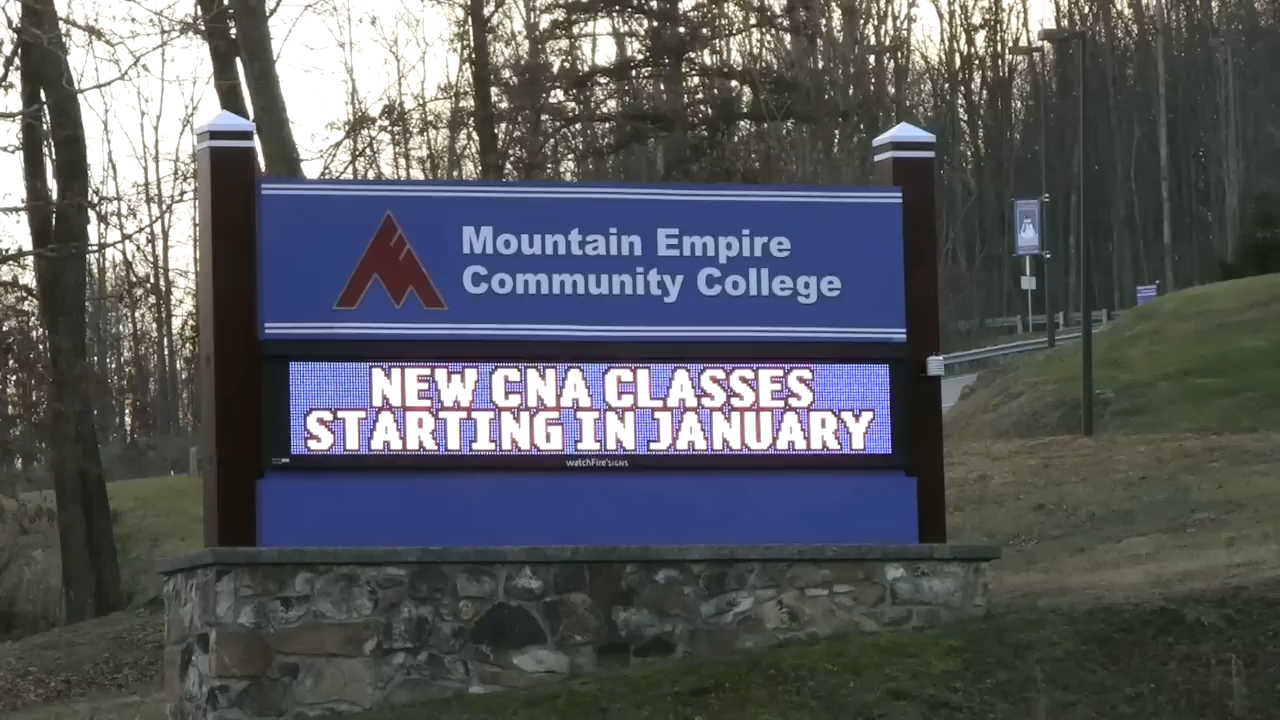 Mountain Empire
Community College
NEW CNA CLASSES
STARTING IN JANUARY
watchFire SIGNS